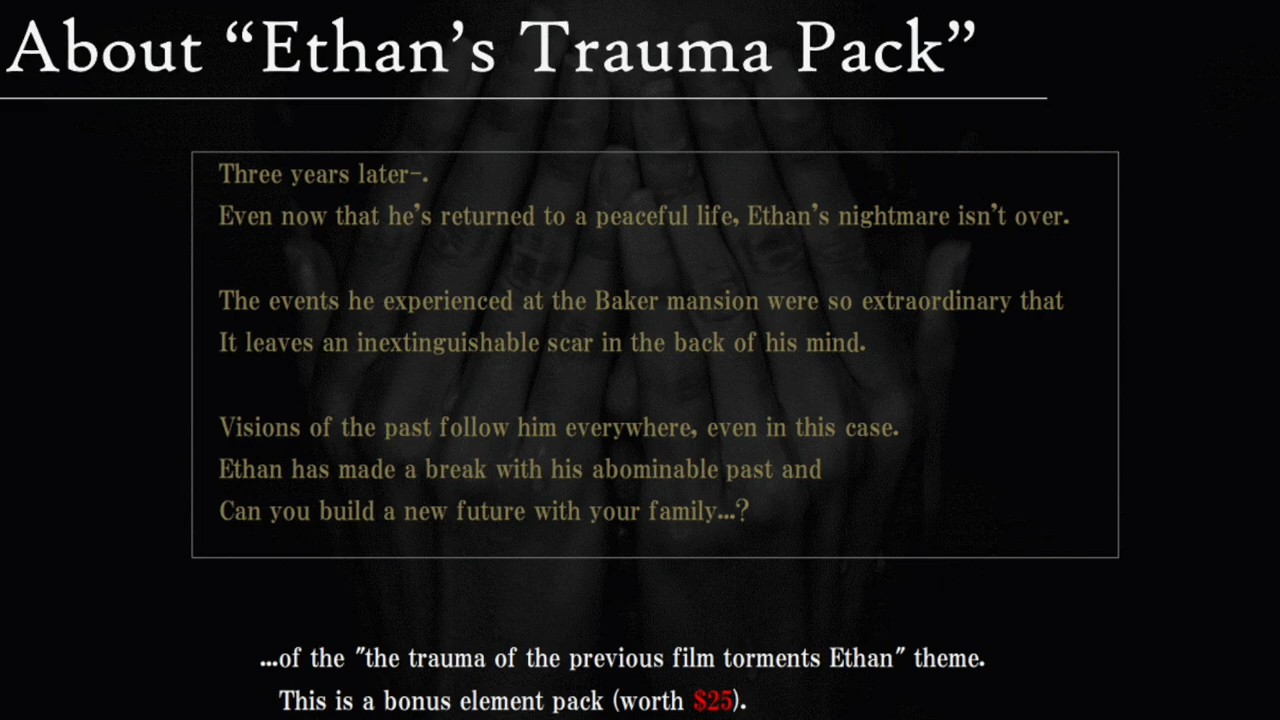 About “Ethan’s Trauma Pack”
Three years later-.
Even now that he’s returned to a peaceful life, Ethan’s nightmare isn’t over.
The events he experienced at the Baker mansion were so extraordinary that
It leaves an inextinguishable scar in the back of his mind.
Visions of the past follow him everywhere, even in this case.
Ethan has made a break with his abominable past and
Can you build a new future with your family...?
...of the "the trauma of the previous film torments Ethan" theme.
This is a bonus element pack (worth $25).